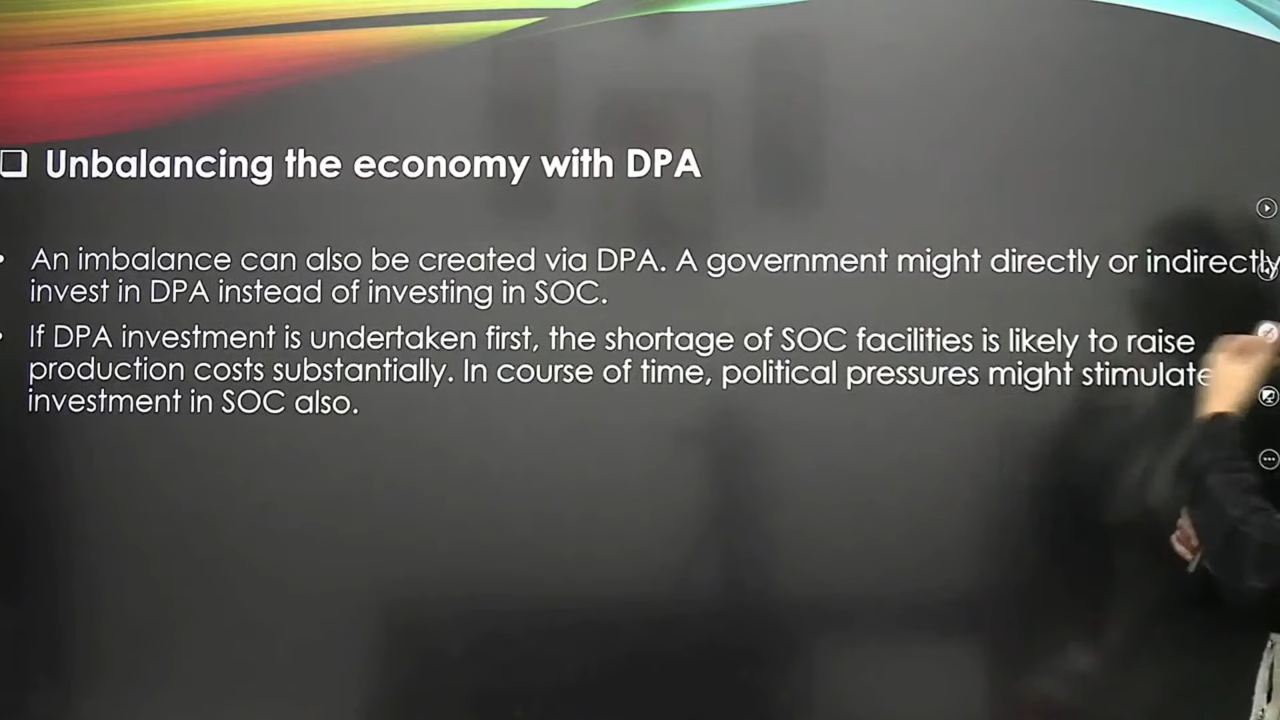 Unbalancing the economy with DPA
An imbalance can also be created via DPA. A government might directly or indirectly
invest in DPA instead of investing in SOC.
If DPA investment is undertaken first, the shortage of SOC facilities is likely to raise
production costs substantially. In course of time, political pressures might stimulate
investment in SOC also.